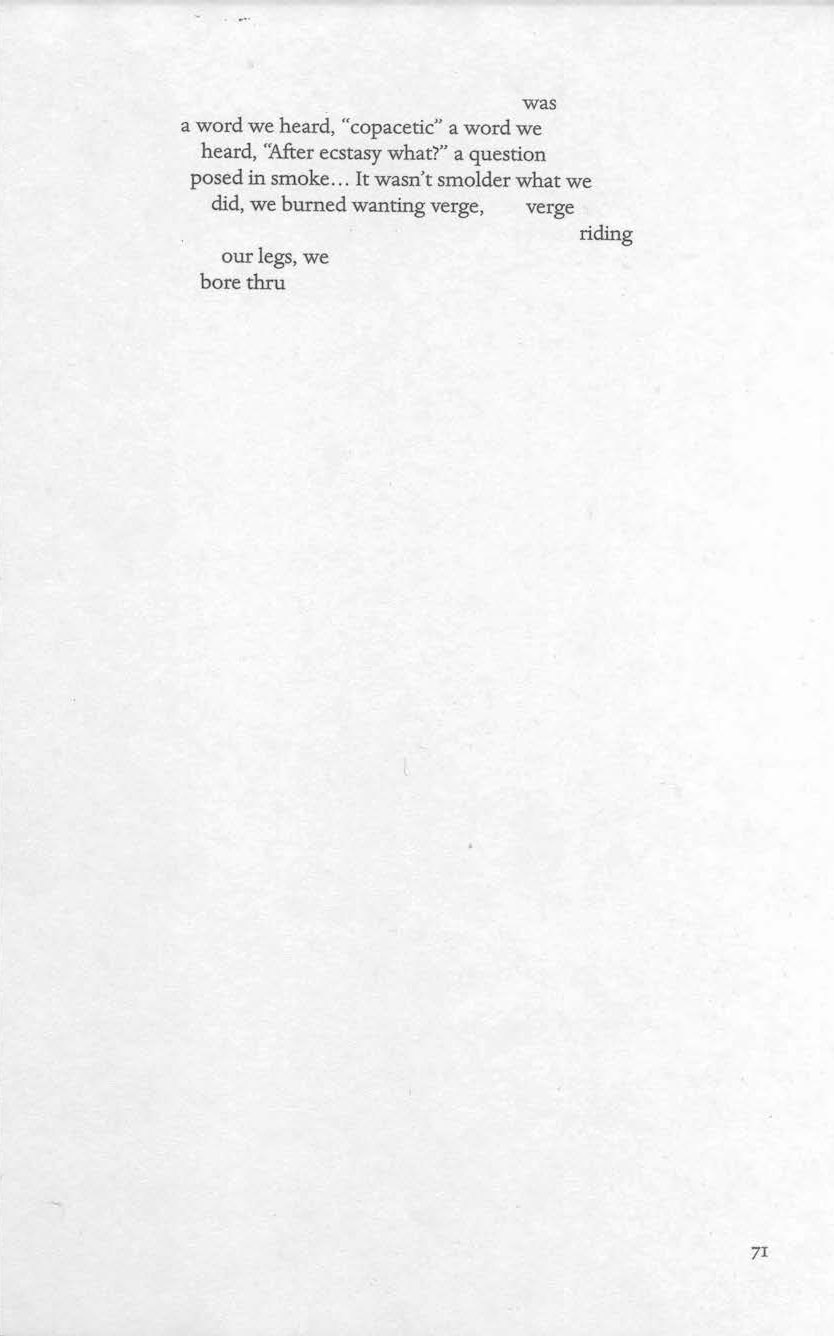 was
a word we heard, “copacetic” a word we
heard, “After ecstasy what?” a question
posed in smoke... It wasn't smolder what we
did, we burned wanting verge, verge
riding
our legs, we
bore thru
71